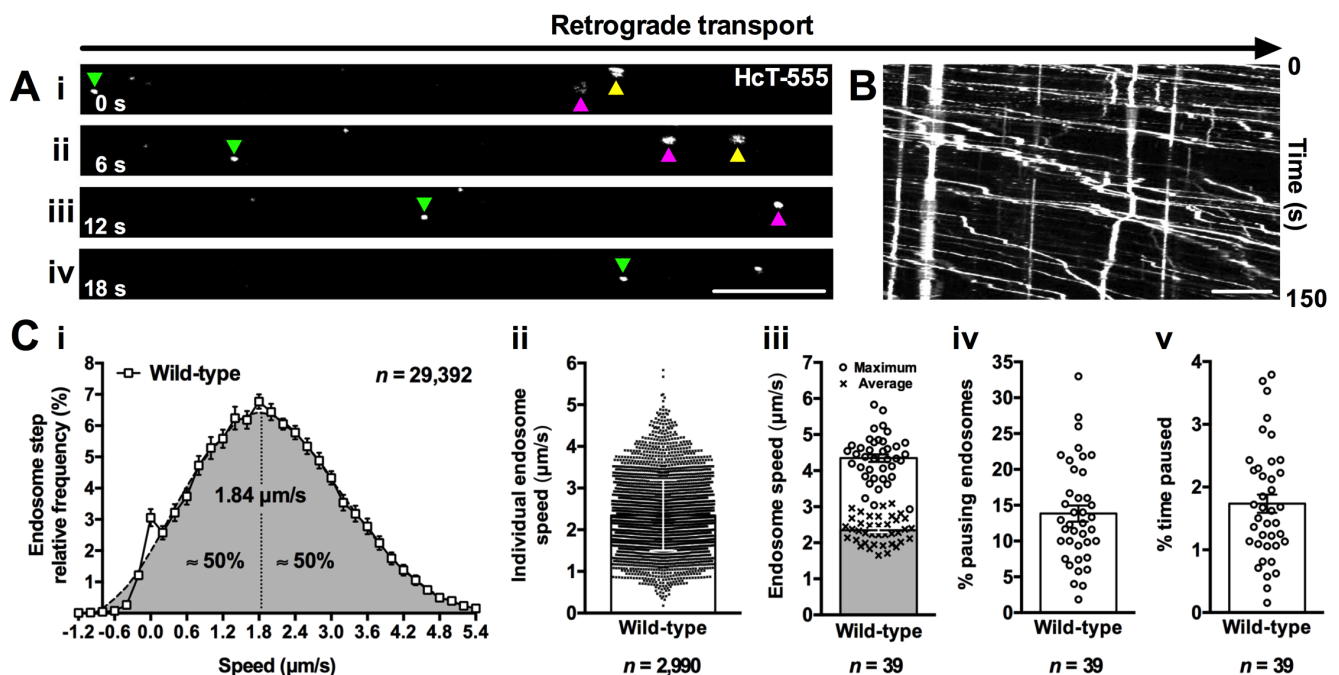 Retrograde transport
A
i
HcT-555
0 s
ii
6 s
iii
12 s
iv
18 s
B
0
Time (s)
150
C
i
Wild-type
n = 29,392
Endosome step
relative frequency (%)
8
7
6
5
4
3
2
1
1.84 µm/s
≈ 50%
≈ 50%
-1.2 -0.6 0.0 0.6 1.2 1.8 2.4 3.0 3.6 4.2 4.8 5.4
Speed (µm/s)
ii
Individual endosome
speed (µm/s)
6
5
4
3
2
1
0
Wild-type
n = 2,990
iii
Endosome speed (µm/s)
7
6
5
4
3
2
1
0
Maximum
Average
Wild-type
n = 39
iv
% pausing endosomes
35
30
25
20
15
10
5
0
Wild-type
n = 39
v
% time paused
4
3
2
1
0
Wild-type
n = 39